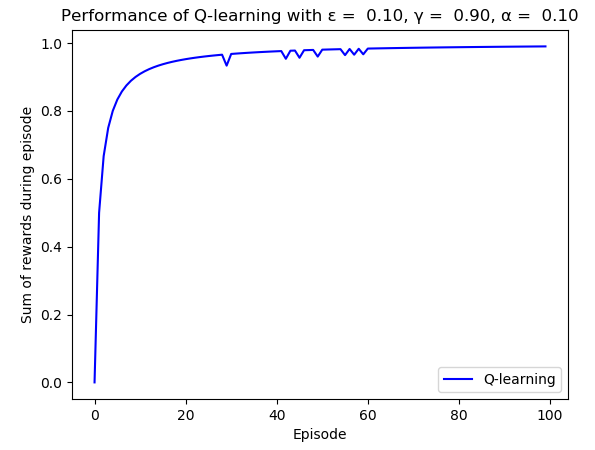 Performance of Q-learning with ε =  0.10, γ =  0.90, α =  0.10
Sum of rewards during episode
1.0
0.8
0.6
0.4
0.2
0.0
0 20 40 60 80 100
Episode
Q-learning